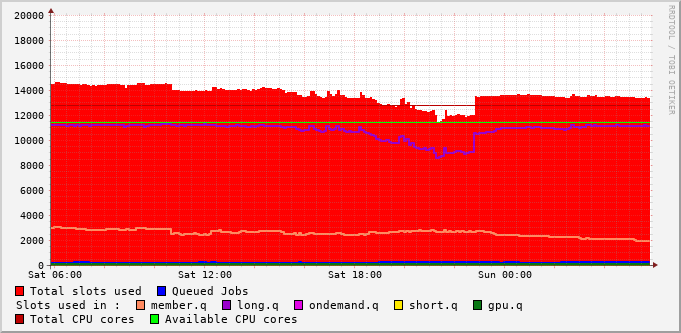 RRDTOOL / TOBI OETIKER
20000
18000
16000
14000
12000
10000
8000
6000
4000
2000
0
Sat 06:00 Sat 12:00 Sat 18:00 Sun 00:00
Total slots used Queued Jobs
Slots used in : member.q long.q ondemand.q short.q gpu.q
Total CPU cores Available CPU cores